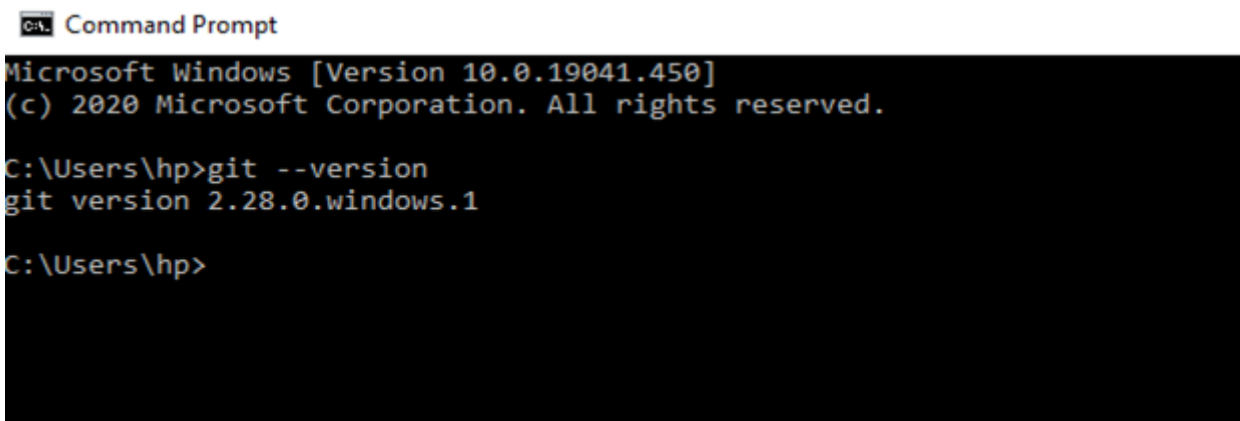 Command Prompt
Microsoft Windows [Version 10.0.19041.450]
(c) 2020 Microsoft Corporation. All rights reserved.
C:\Users\hp>git --version
git version 2.28.0.windows.1
C:\Users\hp>